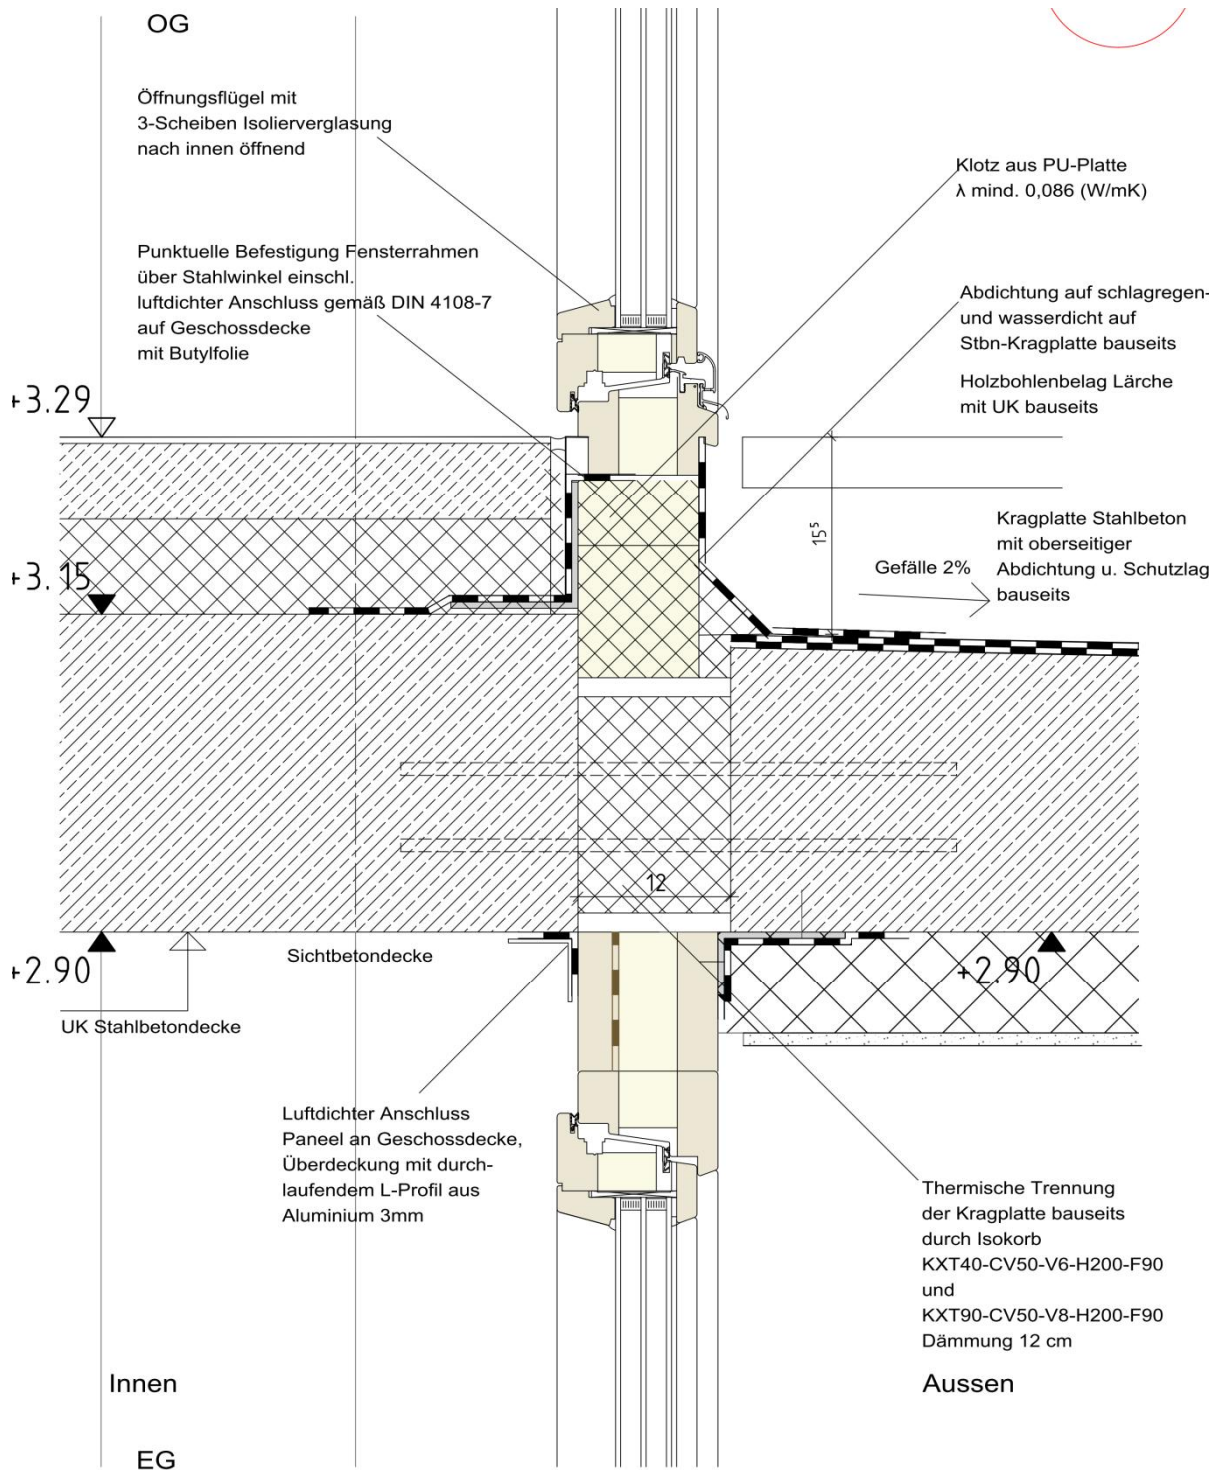 OG
Öffnungsflügel mit
3-Scheiben Isolierverglasung
nach innen öffnend
Klotz aus PU-Platte
λ mind. 0,086 (W/mK)
Punktuelle Befestigung Fensterrahmen
über Stahlwinkel einschl.
luftdichter Anschluss gemäß DIN 4108-7
auf Geschossdecke
mit Butylfolie
Abdichtung auf schlagregen-
und wasserdicht auf
Stbn-Kragplatte bauseits
Holzbohlenbelag Lärche
mit UK bauseits
+3.29
15⁵
Kragplatte Stahlbeton
mit oberseitiger
Abdichtung u. Schutzlag
bauseits
Gefälle 2%
+3.15
12
Sichtbetondecke
+2.90
+2.90
UK Stahlbetondecke
Luftdichter Anschluss
Paneel an Geschossdecke,
Überdeckung mit durch-
laufendem L-Profil aus
Aluminium 3mm
Thermische Trennung
der Kragplatte bauseits
durch Isokorb
KXT40-CV50-V6-H200-F90
und
KXT90-CV50-V8-H200-F90
Dämmung 12 cm
Innen
Aussen
EG